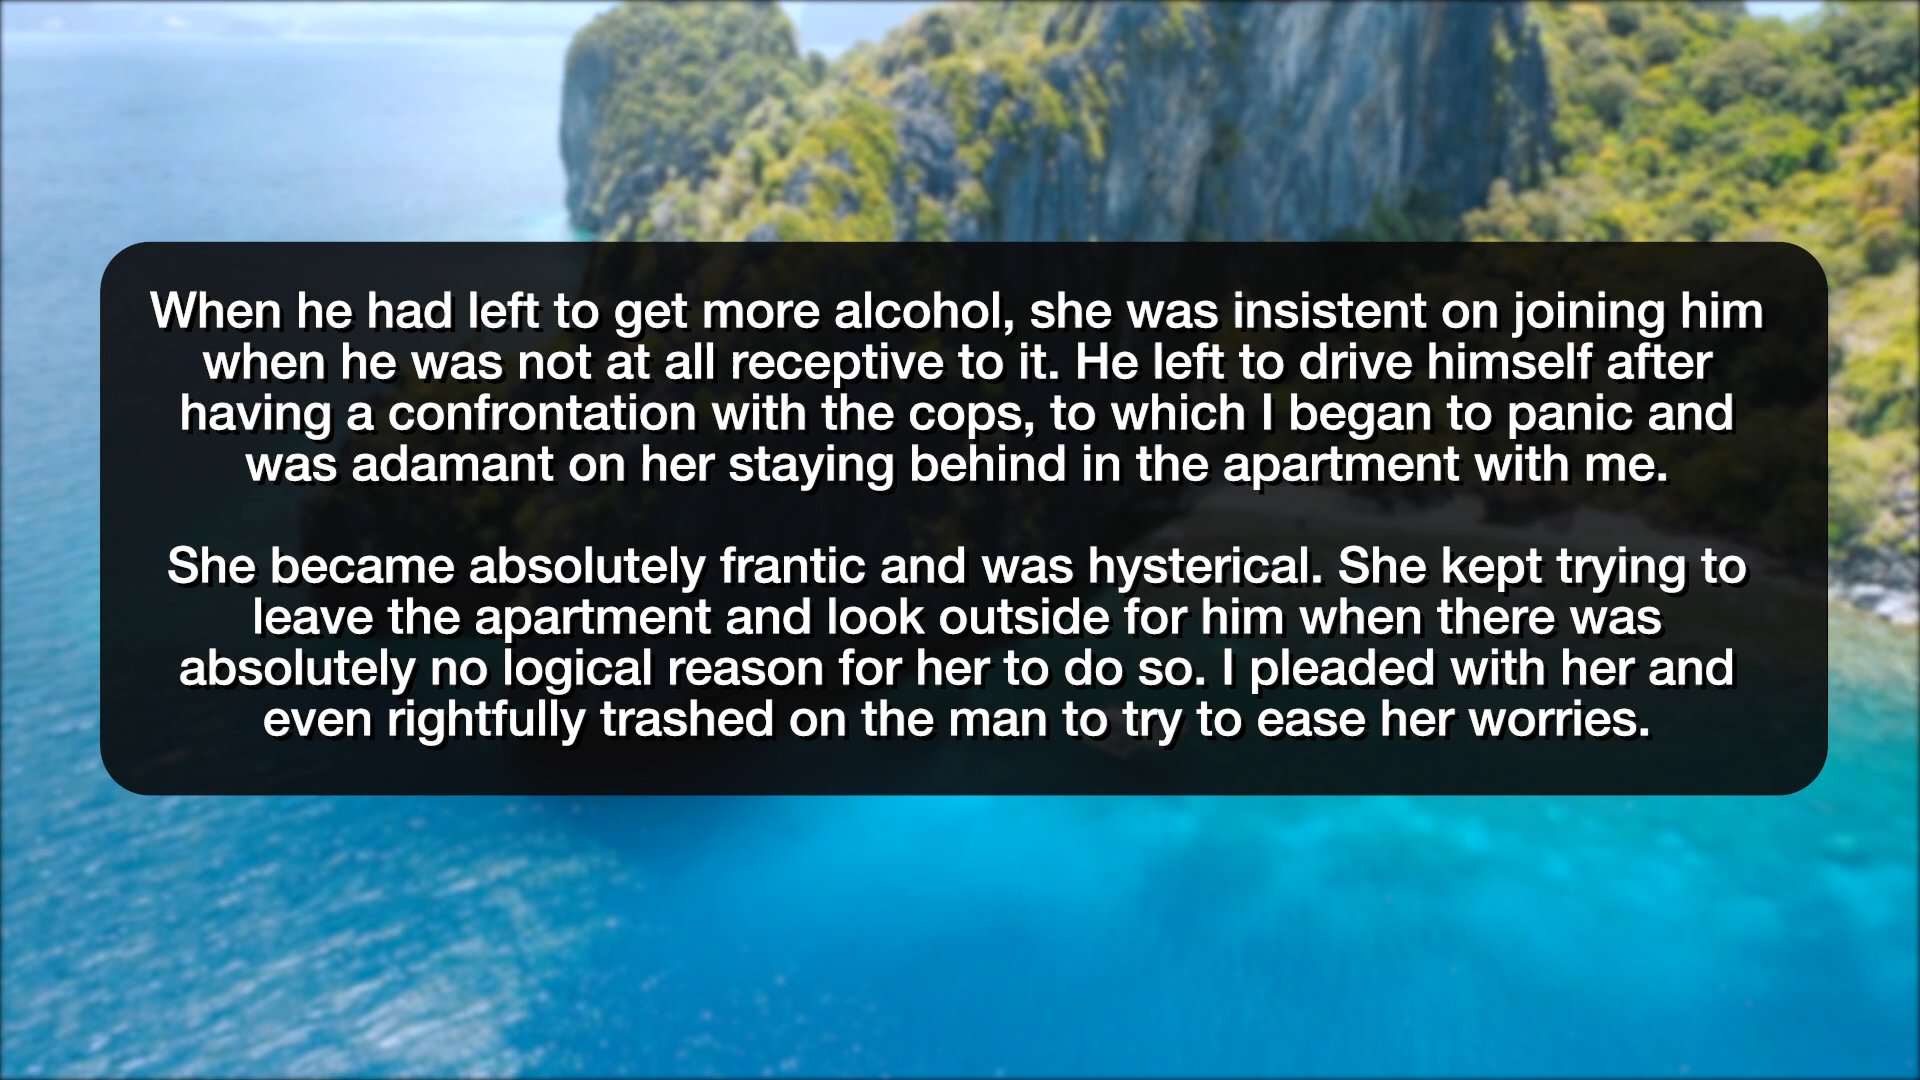 When he had left to get more alcohol, she was insistent on joining him
when he was not at all receptive to it. He left to drive himself after
having a confrontation with the cops, to which I began to panic and
was adamant on her staying behind in the apartment with me.
She became absolutely frantic and was hysterical. She kept trying to
leave the apartment and look outside for him when there was
absolutely no logical reason for her to do so. I pleaded with her and
even rightfully trashed on the man to try to ease her worries.